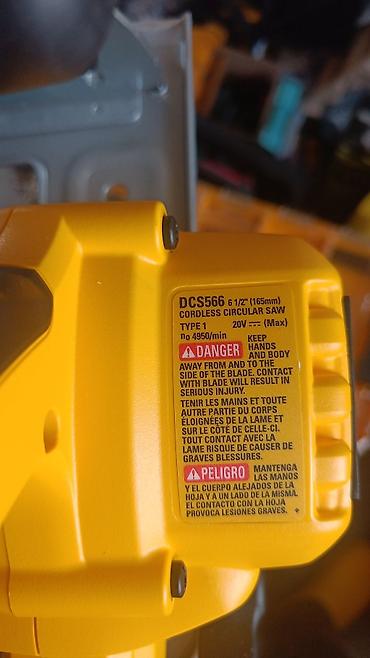 DCS566 6 1/2" (165mm)
CORDLESS CIRCULAR SAW
TYPE 1 20V ⎓ (Max)
no 4950/min
⚠ DANGER KEEP
HANDS
AND BODY
AWAY FROM AND TO THE
SIDE OF THE BLADE. CONTACT
WITH BLADE WILL RESULT IN
SERIOUS INJURY.
TENIR LES MAINS ET TOUTE
AUTRE PARTIE DU CORPS
ÉLOIGNÉES DE LA LAME ET
SUR LE CÔTÉ DE CELLE-CI.
TOUT CONTACT AVEC LA
LAME RISQUE DE CAUSER DE
GRAVES BLESSURES.
⚠ PELIGRO MANTENGA
LAS MANOS
Y EL CUERPO ALEJADOS DE LA
HOJA Y A UN LADO DE LA MISMA.
EL CONTACTO CON LA HOJA
PROVOCA LESIONES GRAVES.